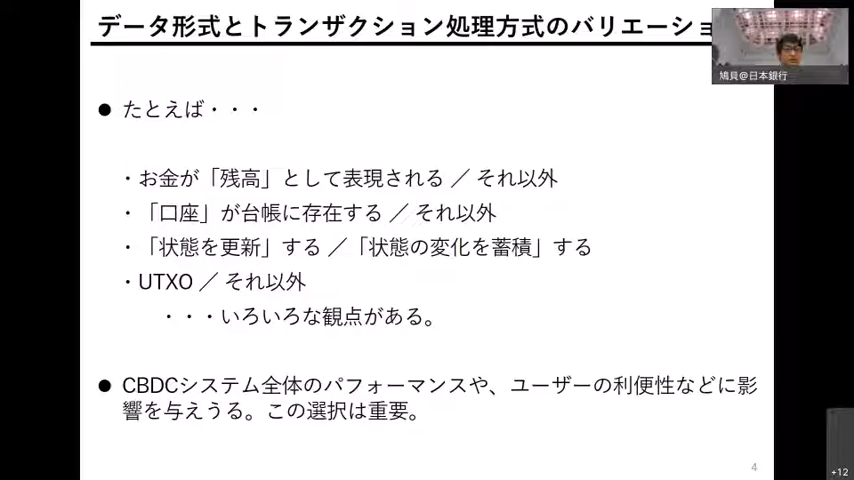 データ形式とトランザクション処理方式のバリエーショ
鳩貝@日本銀行
● たとえば・・・
・お金が「残高」として表現される ／ それ以外
・「口座」が台帳に存在する ／ それ以外
・「状態を更新」する ／「状態の変化を蓄積」する
・UTXO ／ それ以外
・・・いろいろな観点がある。
● CBDCシステム全体のパフォーマンスや、ユーザーの利便性などに影
響を与えうる。この選択は重要。
4
+12